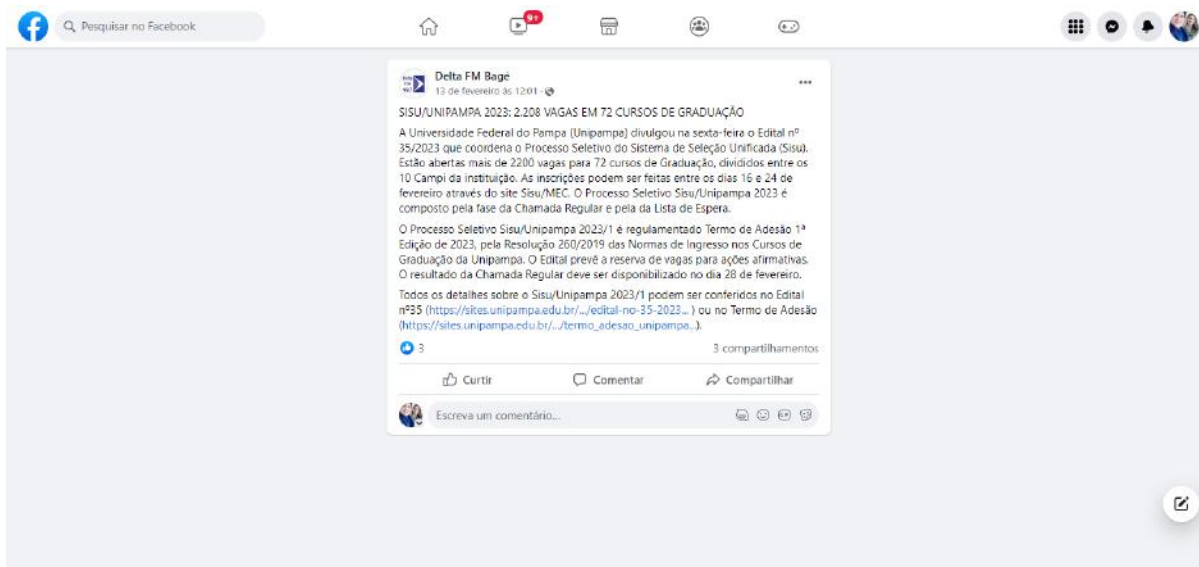 Pesquisar no Facebook
9+
Delta FM Bagé
13 de fevereiro às 12:01 ·
SISU/UNIPAMPA 2023: 2.208 VAGAS EM 72 CURSOS DE GRADUAÇÃO
A Universidade Federal do Pampa (Unipampa) divulgou na sexta-feira o Edital nº
35/2023 que coordena o Processo Seletivo do Sistema de Seleção Unificada (Sisu).
Estão abertas mais de 2200 vagas para 72 cursos de Graduação, divididos entre os
10 Campi da instituição. As inscrições podem ser feitas entre os dias 16 e 24 de
fevereiro através do site Sisu/MEC. O Processo Seletivo Sisu/Unipampa 2023 é
composto pela fase da Chamada Regular e pela da Lista de Espera.
O Processo Seletivo Sisu/Unipampa 2023/1 é regulamentado Termo de Adesão 1ª
Edição de 2023, pela Resolução 260/2019 das Normas de Ingresso nos Cursos de
Graduação da Unipampa. O Edital prevê a reserva de vagas para ações afirmativas.
O resultado da Chamada Regular deve ser disponibilizado no dia 28 de fevereiro.
Todos os detalhes sobre o Sisu/Unipampa 2023/1 podem ser conferidos no Edital
nº35 (https://sites.unipampa.edu.br/.../edital-no-35-2023... ) ou no Termo de Adesão
(https://sites.unipampa.edu.br/.../termo_adesao_unipampa...).
3
3 compartilhamentos
Curtir
Comentar
Compartilhar
Escreva um comentário...